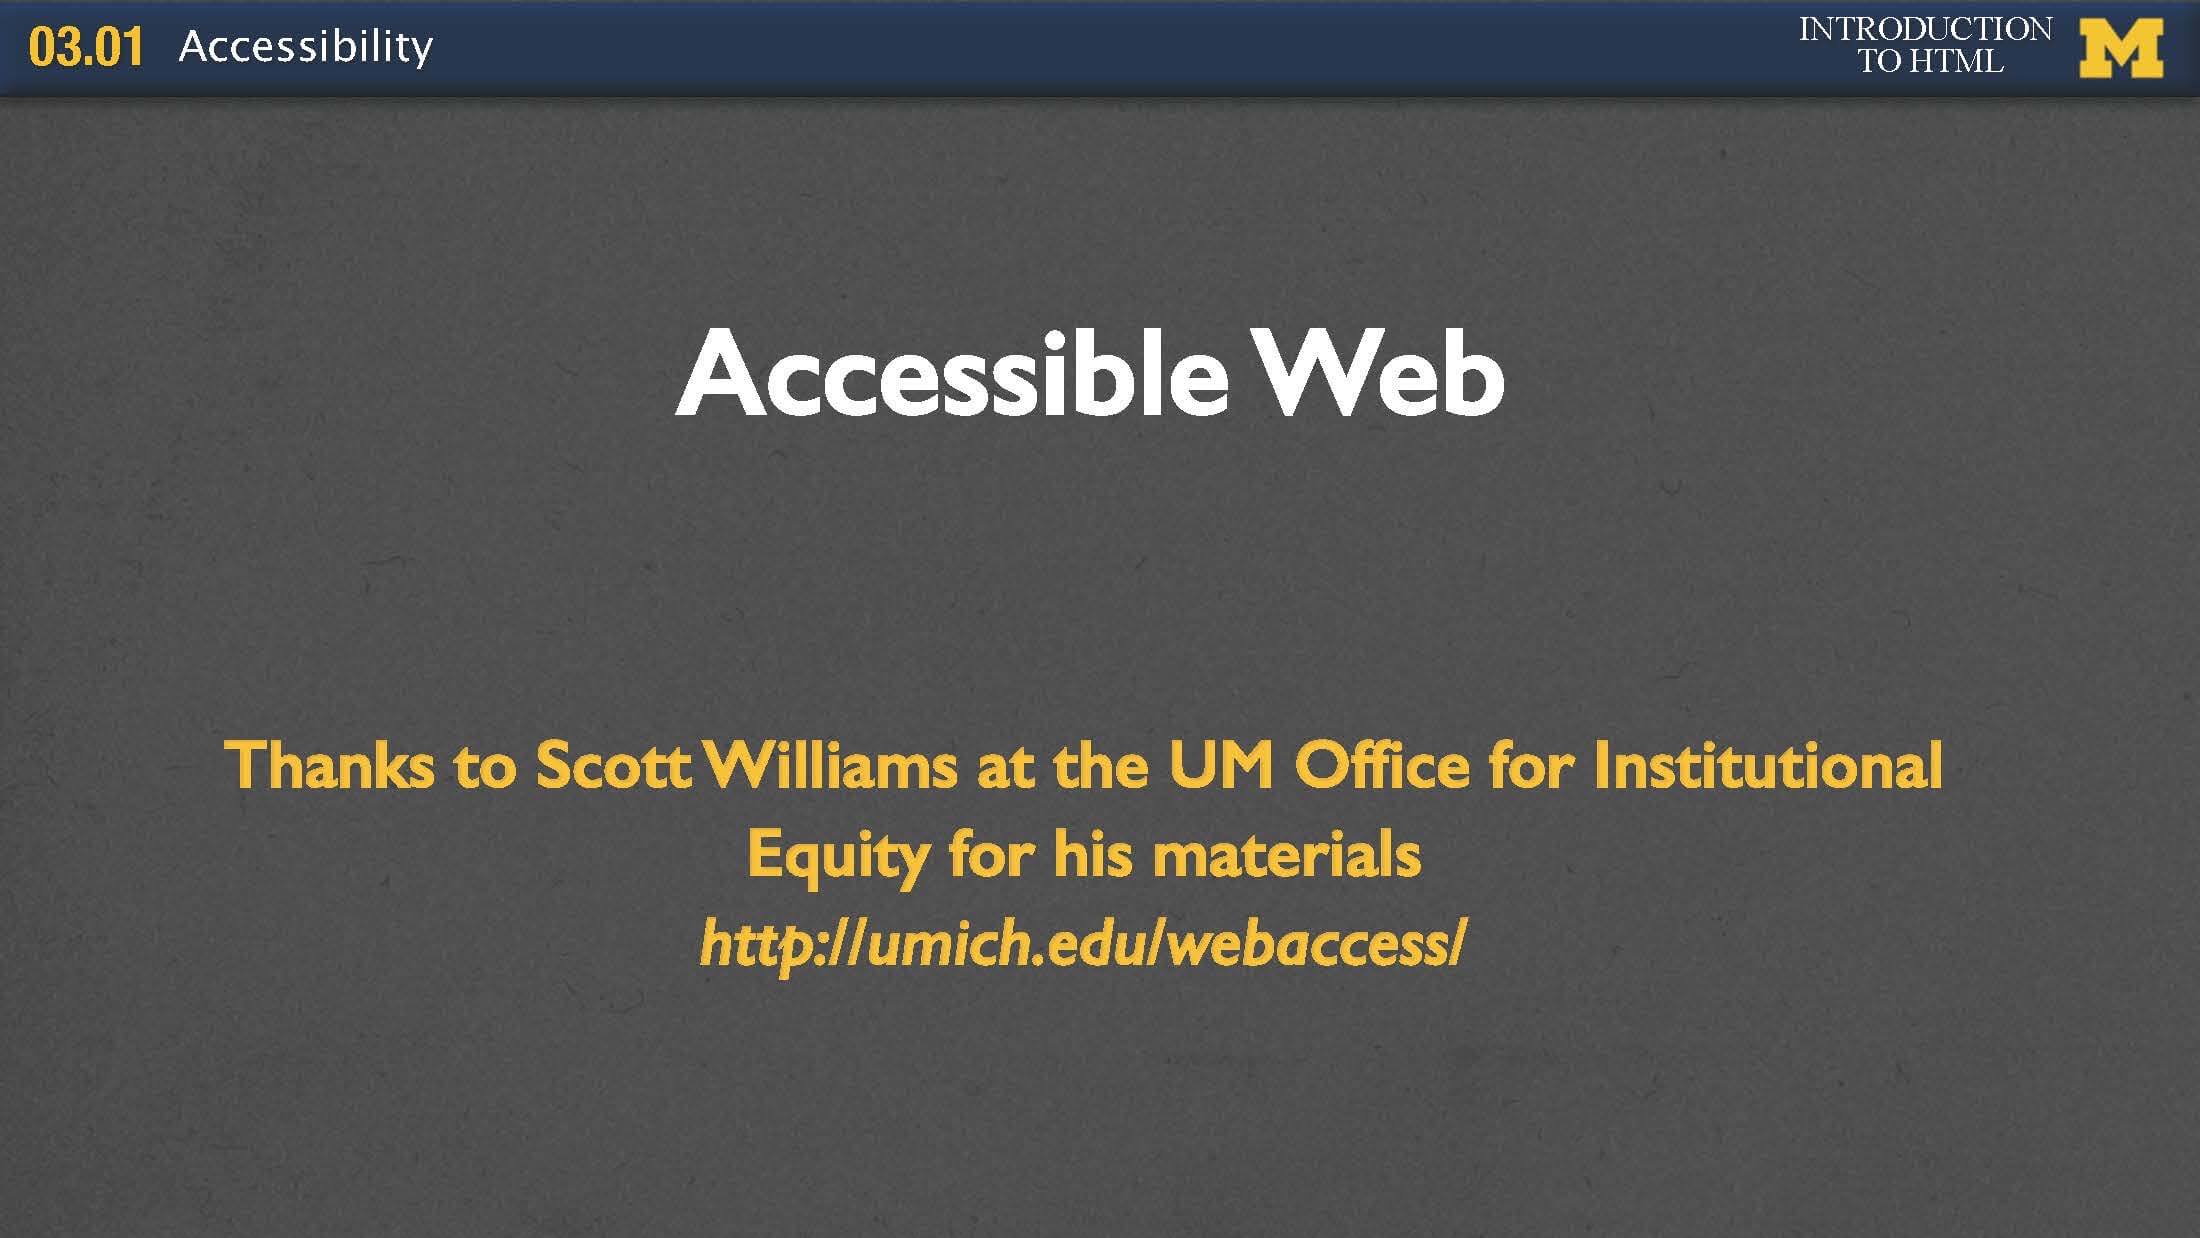 03.01 Accessibility
INTRODUCTION
TO HTML
M
Accessible Web
Thanks to Scott Williams at the UM Office for Institutional
Equity for his materials
http://umich.edu/webaccess/